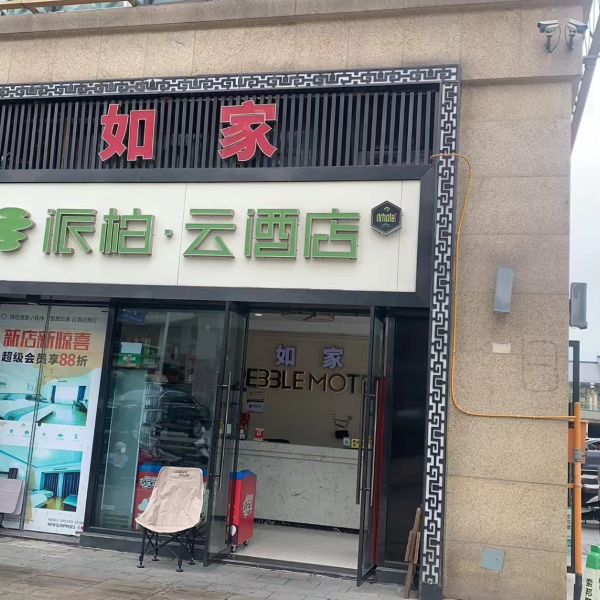 如家
派柏·云酒店
airhotel
新店新惊喜
超级会员享88折
如家
EBBLE MOT